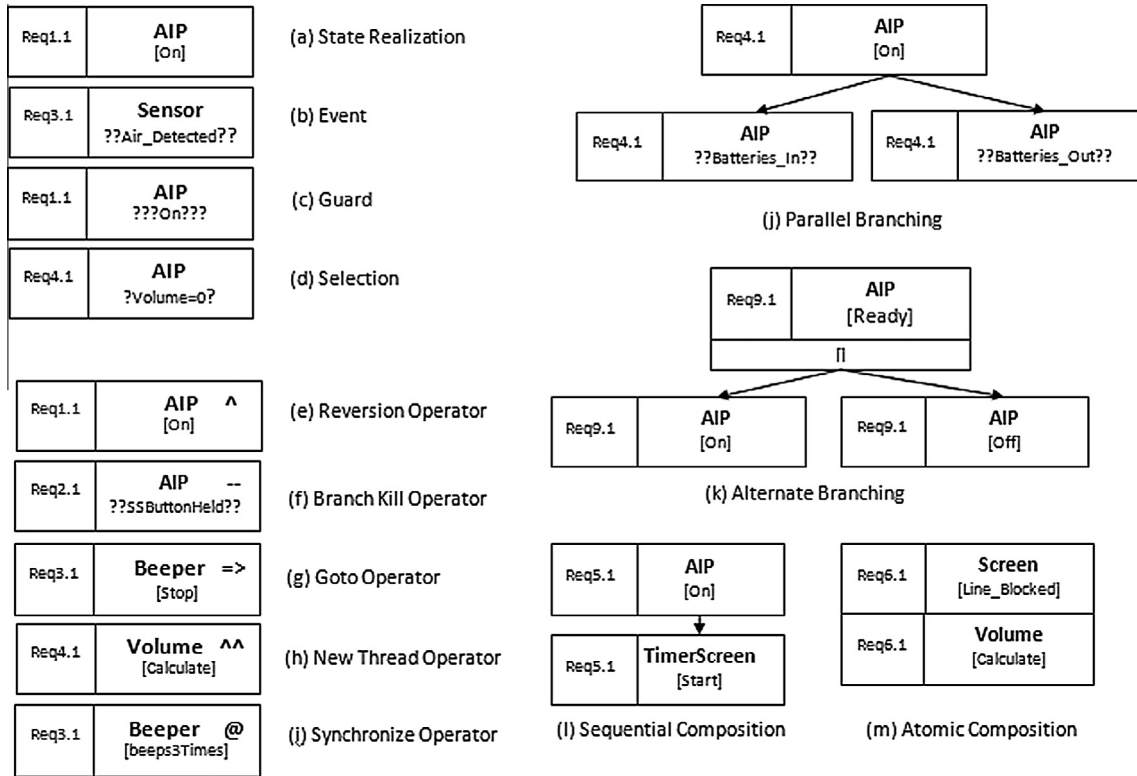 Req1.1 AIP [On]
(a) State Realization
Req3.1 Sensor ??Air_Detected??
(b) Event
Req1.1 AIP ???On???
(c) Guard
Req4.1 AIP ?Volume=0?
(d) Selection
Req1.1 AIP ^ [On]
(e) Reversion Operator
Req2.1 AIP -- ??SSButtonHeld??
(f) Branch Kill Operator
Req3.1 Beeper => [Stop]
(g) Goto Operator
Req4.1 Volume ^^ [Calculate]
(h) New Thread Operator
Req3.1 Beeper @ [beeps3Times]
(i) Synchronize Operator
Req4.1 AIP [On]
Req4.1 AIP ??Batteries_In??
Req4.1 AIP ??Batteries_Out??
(j) Parallel Branching
Req9.1 AIP [Ready]
[]
Req9.1 AIP [On]
Req9.1 AIP [Off]
(k) Alternate Branching
Req5.1 AIP [On]
Req5.1 TimerScreen [Start]
(l) Sequential Composition
Req6.1 Screen [Line_Blocked]
Req6.1 Volume [Calculate]
(m) Atomic Composition